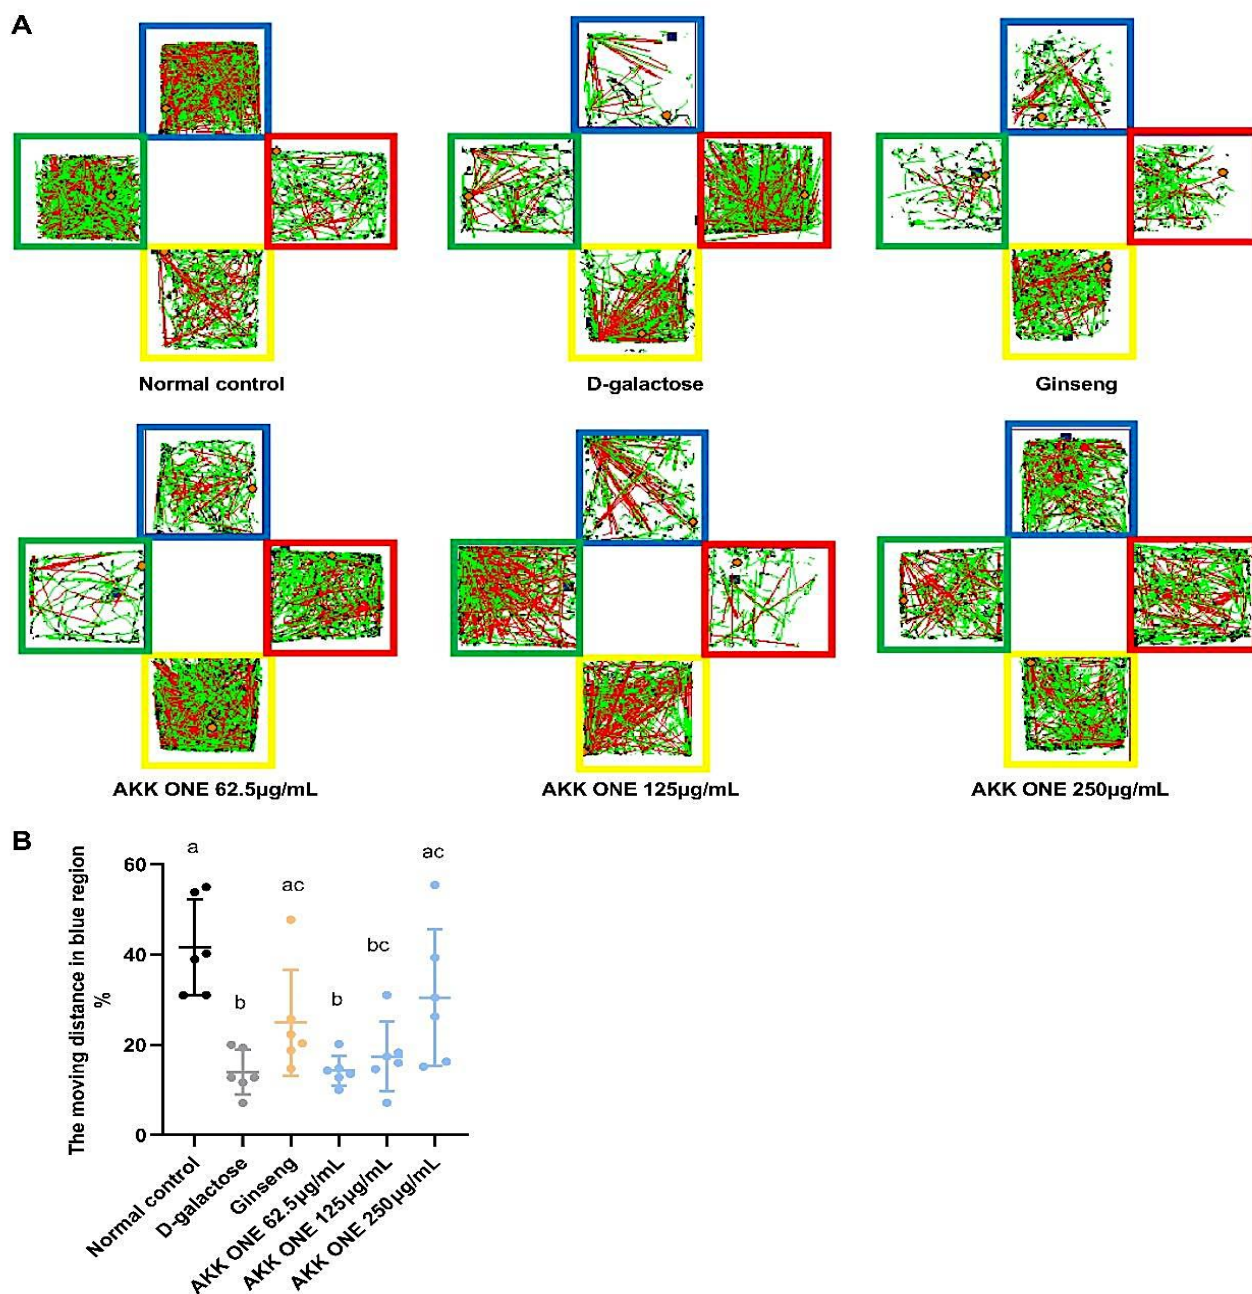 A
Normal control
D-galactose
Ginseng
AKK ONE 62.5µg/mL
AKK ONE 125µg/mL
AKK ONE 250µg/mL
B
The moving distance in blue region
%
60
40
20
0
a
b
ac
b
bc
ac
Normal control
D-galactose
Ginseng
AKK ONE 62.5µg/mL
AKK ONE 125µg/mL
AKK ONE 250µg/mL